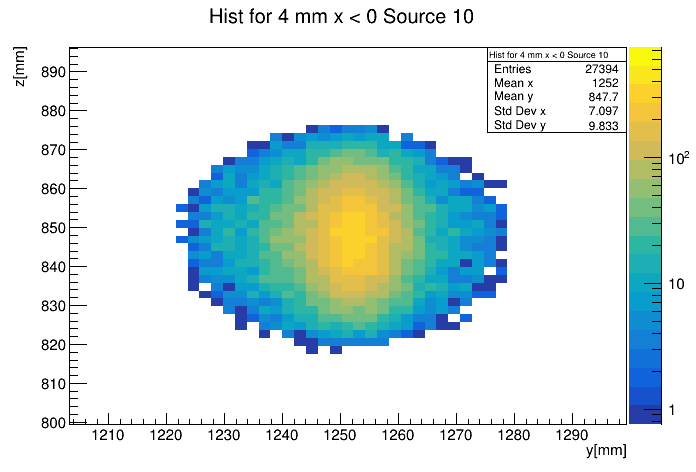 Hist for 4 mm x < 0 Source 10
z[mm]
890
880
870
860
850
840
830
820
810
800
1210 1220 1230 1240 1250 1260 1270 1280 1290
y[mm]
Hist for 4 mm x < 0 Source 10
Entries 27394
Mean x 1252
Mean y 847.7
Std Dev x 7.097
Std Dev y 9.833
10²
10
1